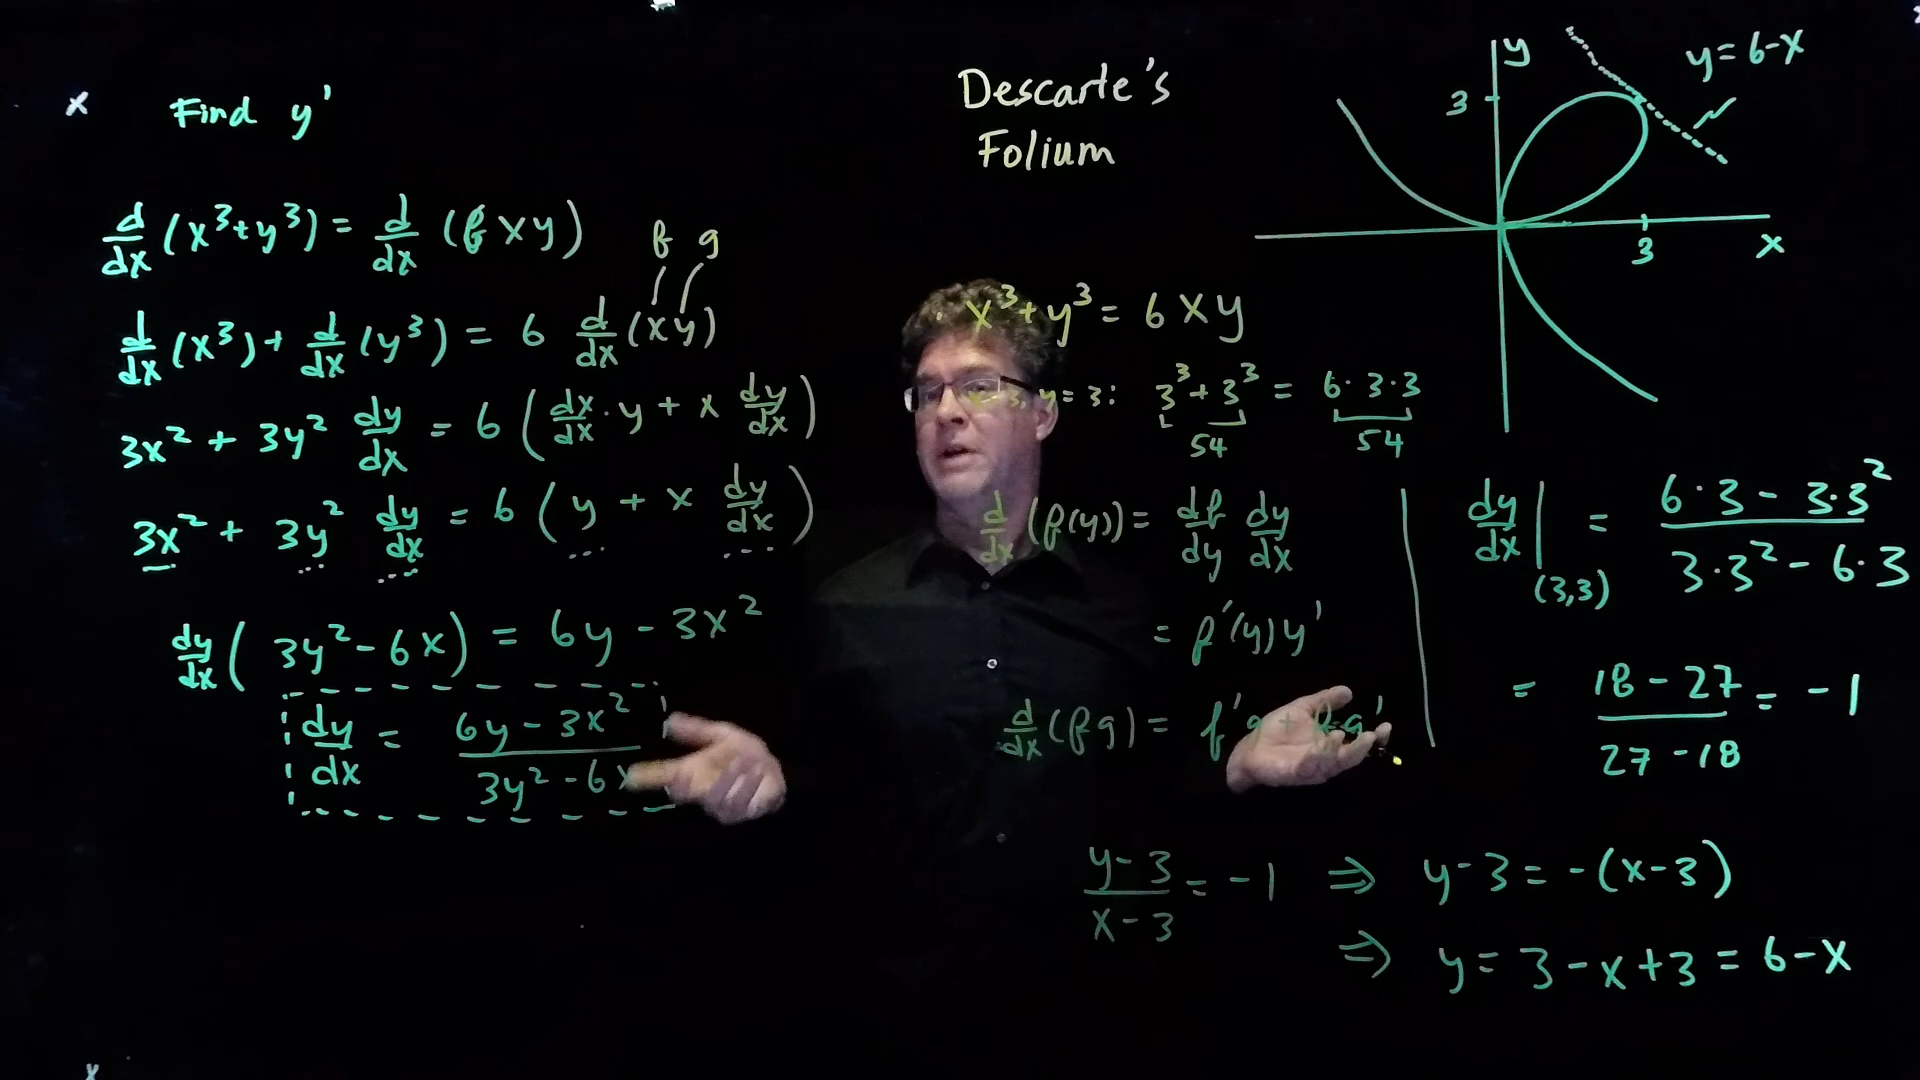 x Find y'
d/dx (x³+y³) = d/dx (6xy)
f g
d/dx (x³) + d/dx (y³) = 6 d/dx (xy)
3x² + 3y² dy/dx = 6 (dx/dx · y + x dy/dx)
3x² + 3y² dy/dx = 6 (y + x dy/dx)
dy/dx (3y² - 6x) = 6y - 3x²
dy/dx = (6y - 3x²)/(3y² - 6x)
Descarte's
Folium
x³ + y³ = 6xy
x=3, y=3: 3³+3³ = 6·3·3
54 54
d/dx (f(y)) = df/dy dy/dx
= f'(y)y'
d/dx (fg) = f'g + fg'
y
3
y=6-x
3
x
dy/dx |(3,3) = (6·3 - 3·3²)/(3·3² - 6·3)
= (18-27)/(27-18) = -1
(y-3)/(x-3) = -1 ⇒ y-3 = -(x-3)
⇒ y = 3-x+3 = 6-x